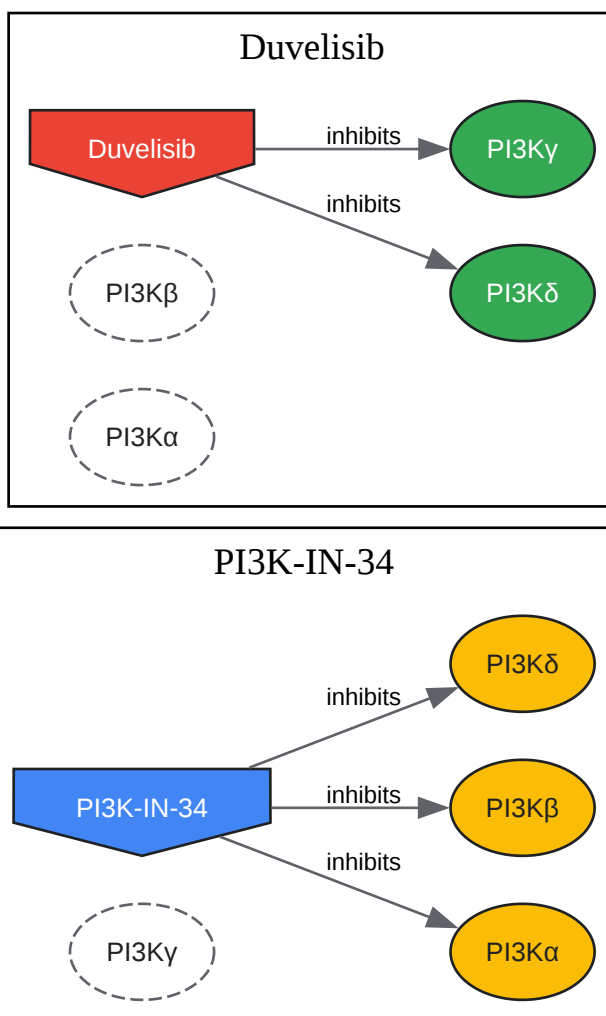 Duvelisib
Duvelisib
inhibits
PI3Kγ
inhibits
PI3Kβ
PI3Kδ
PI3Kα
PI3K-IN-34
PI3Kδ
inhibits
PI3K-IN-34
inhibits
PI3Kβ
inhibits
PI3Kγ
PI3Kα